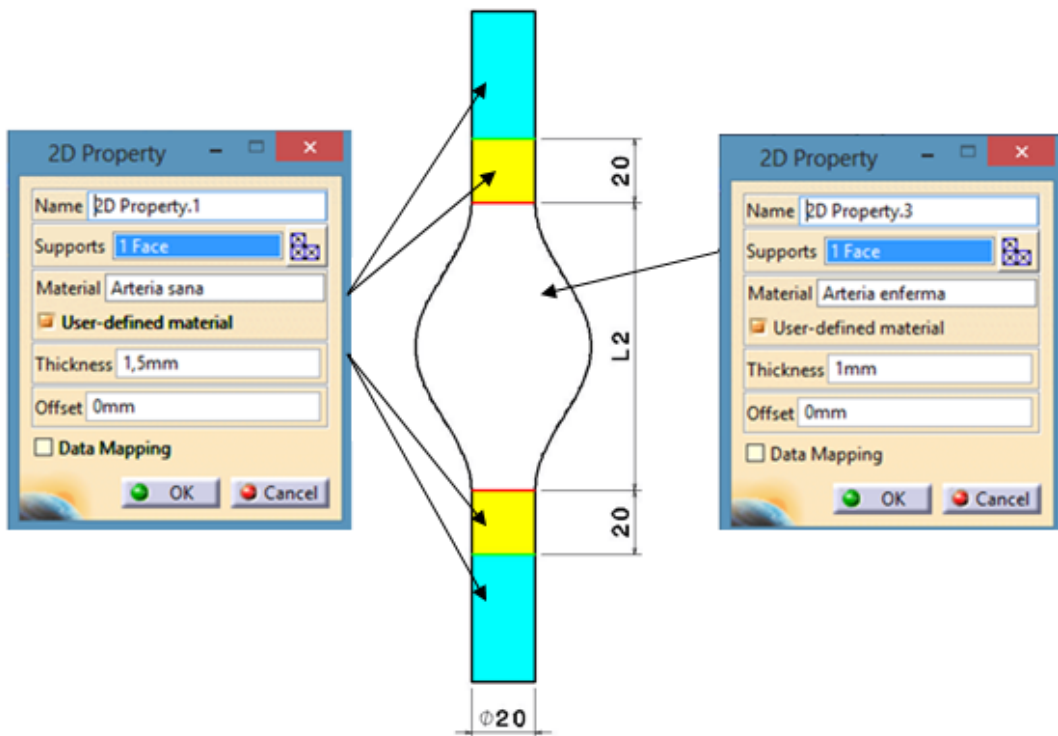 2D Property
Name 2D Property.1
Supports 1 Face
Material Arteria sana
User-defined material
Thickness 1,5mm
Offset 0mm
Data Mapping
OK Cancel
20
L2
20
Φ20
2D Property
Name 2D Property.3
Supports 1 Face
Material Arteria enferma
User-defined material
Thickness 1mm
Offset 0mm
Data Mapping
OK Cancel